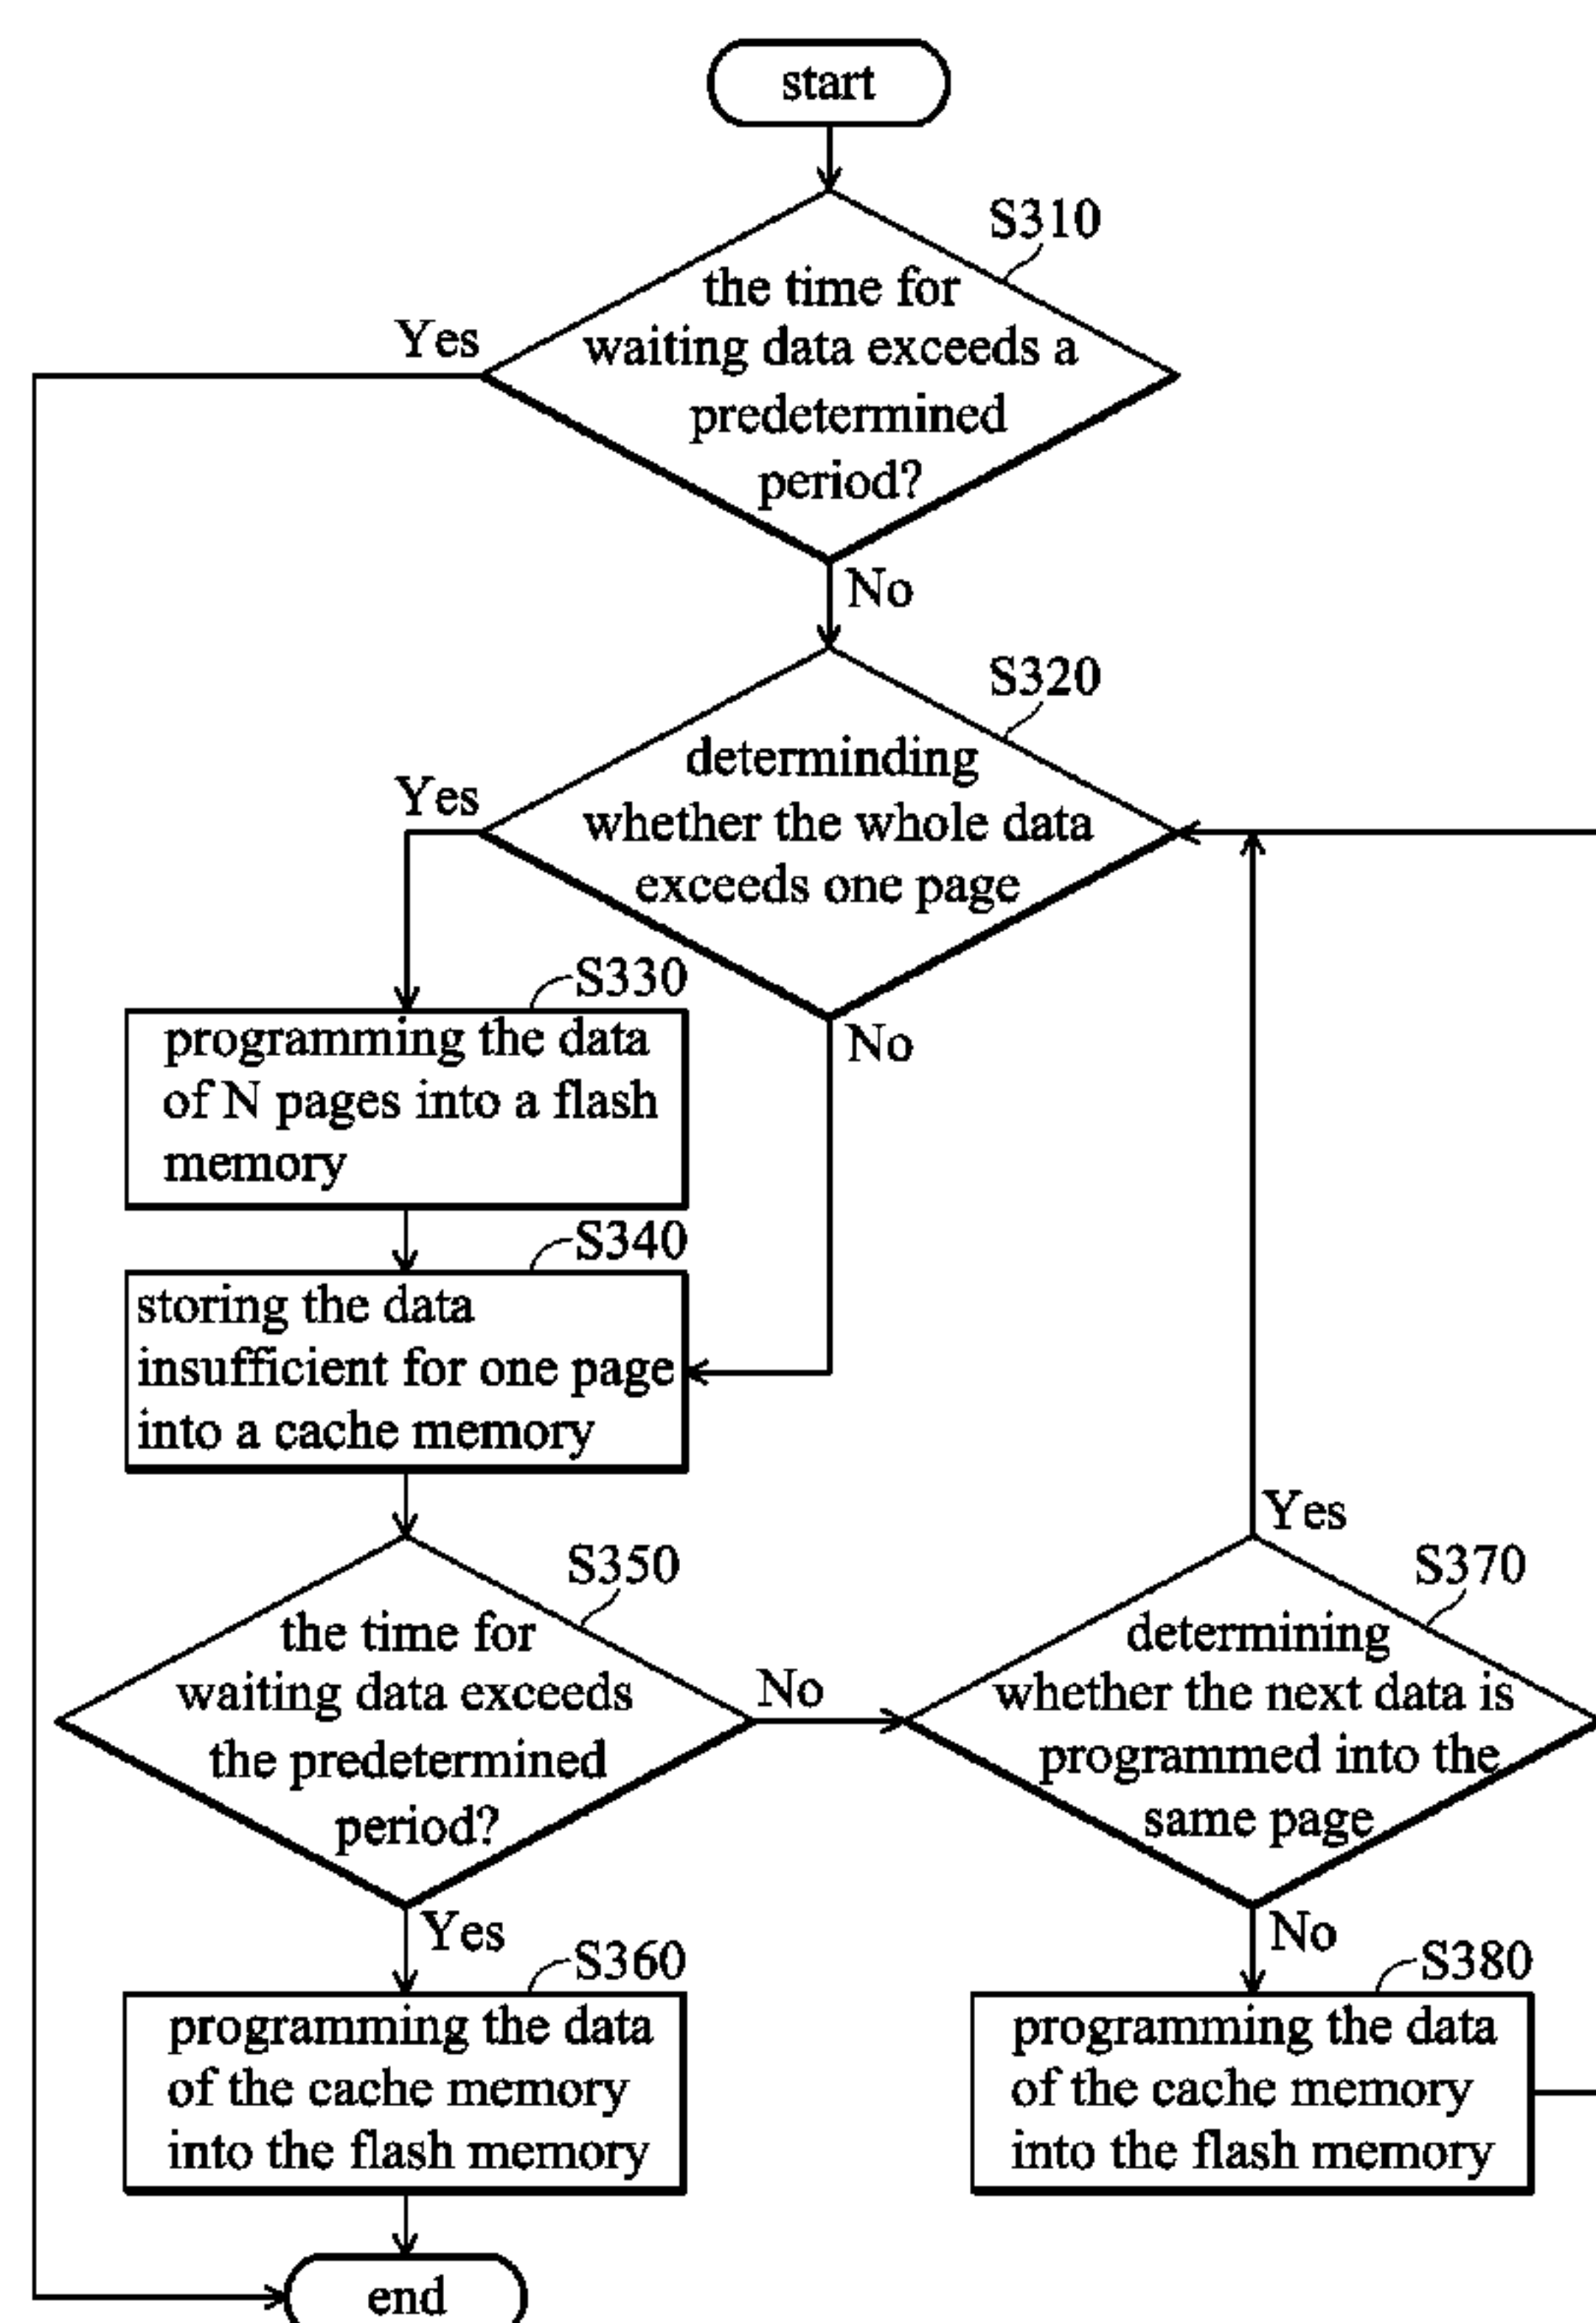 start
S310
the time for
waiting data exceeds a
predetermined
period?
Yes
No
S320
determinding
whether the whole data
exceeds one page
Yes
No
S330
programming the data
of N pages into a flash
memory
S340
storing the data
insufficient for one page
into a cache memory
S350
the time for
waiting data exceeds
the predetermined
period?
No
Yes
S370
determining
whether the next data is
programmed into the
same page
Yes
No
S360
programming the data
of the cache memory
into the flash memory
S380
programming the data
of the cache memory
into the flash memory
end